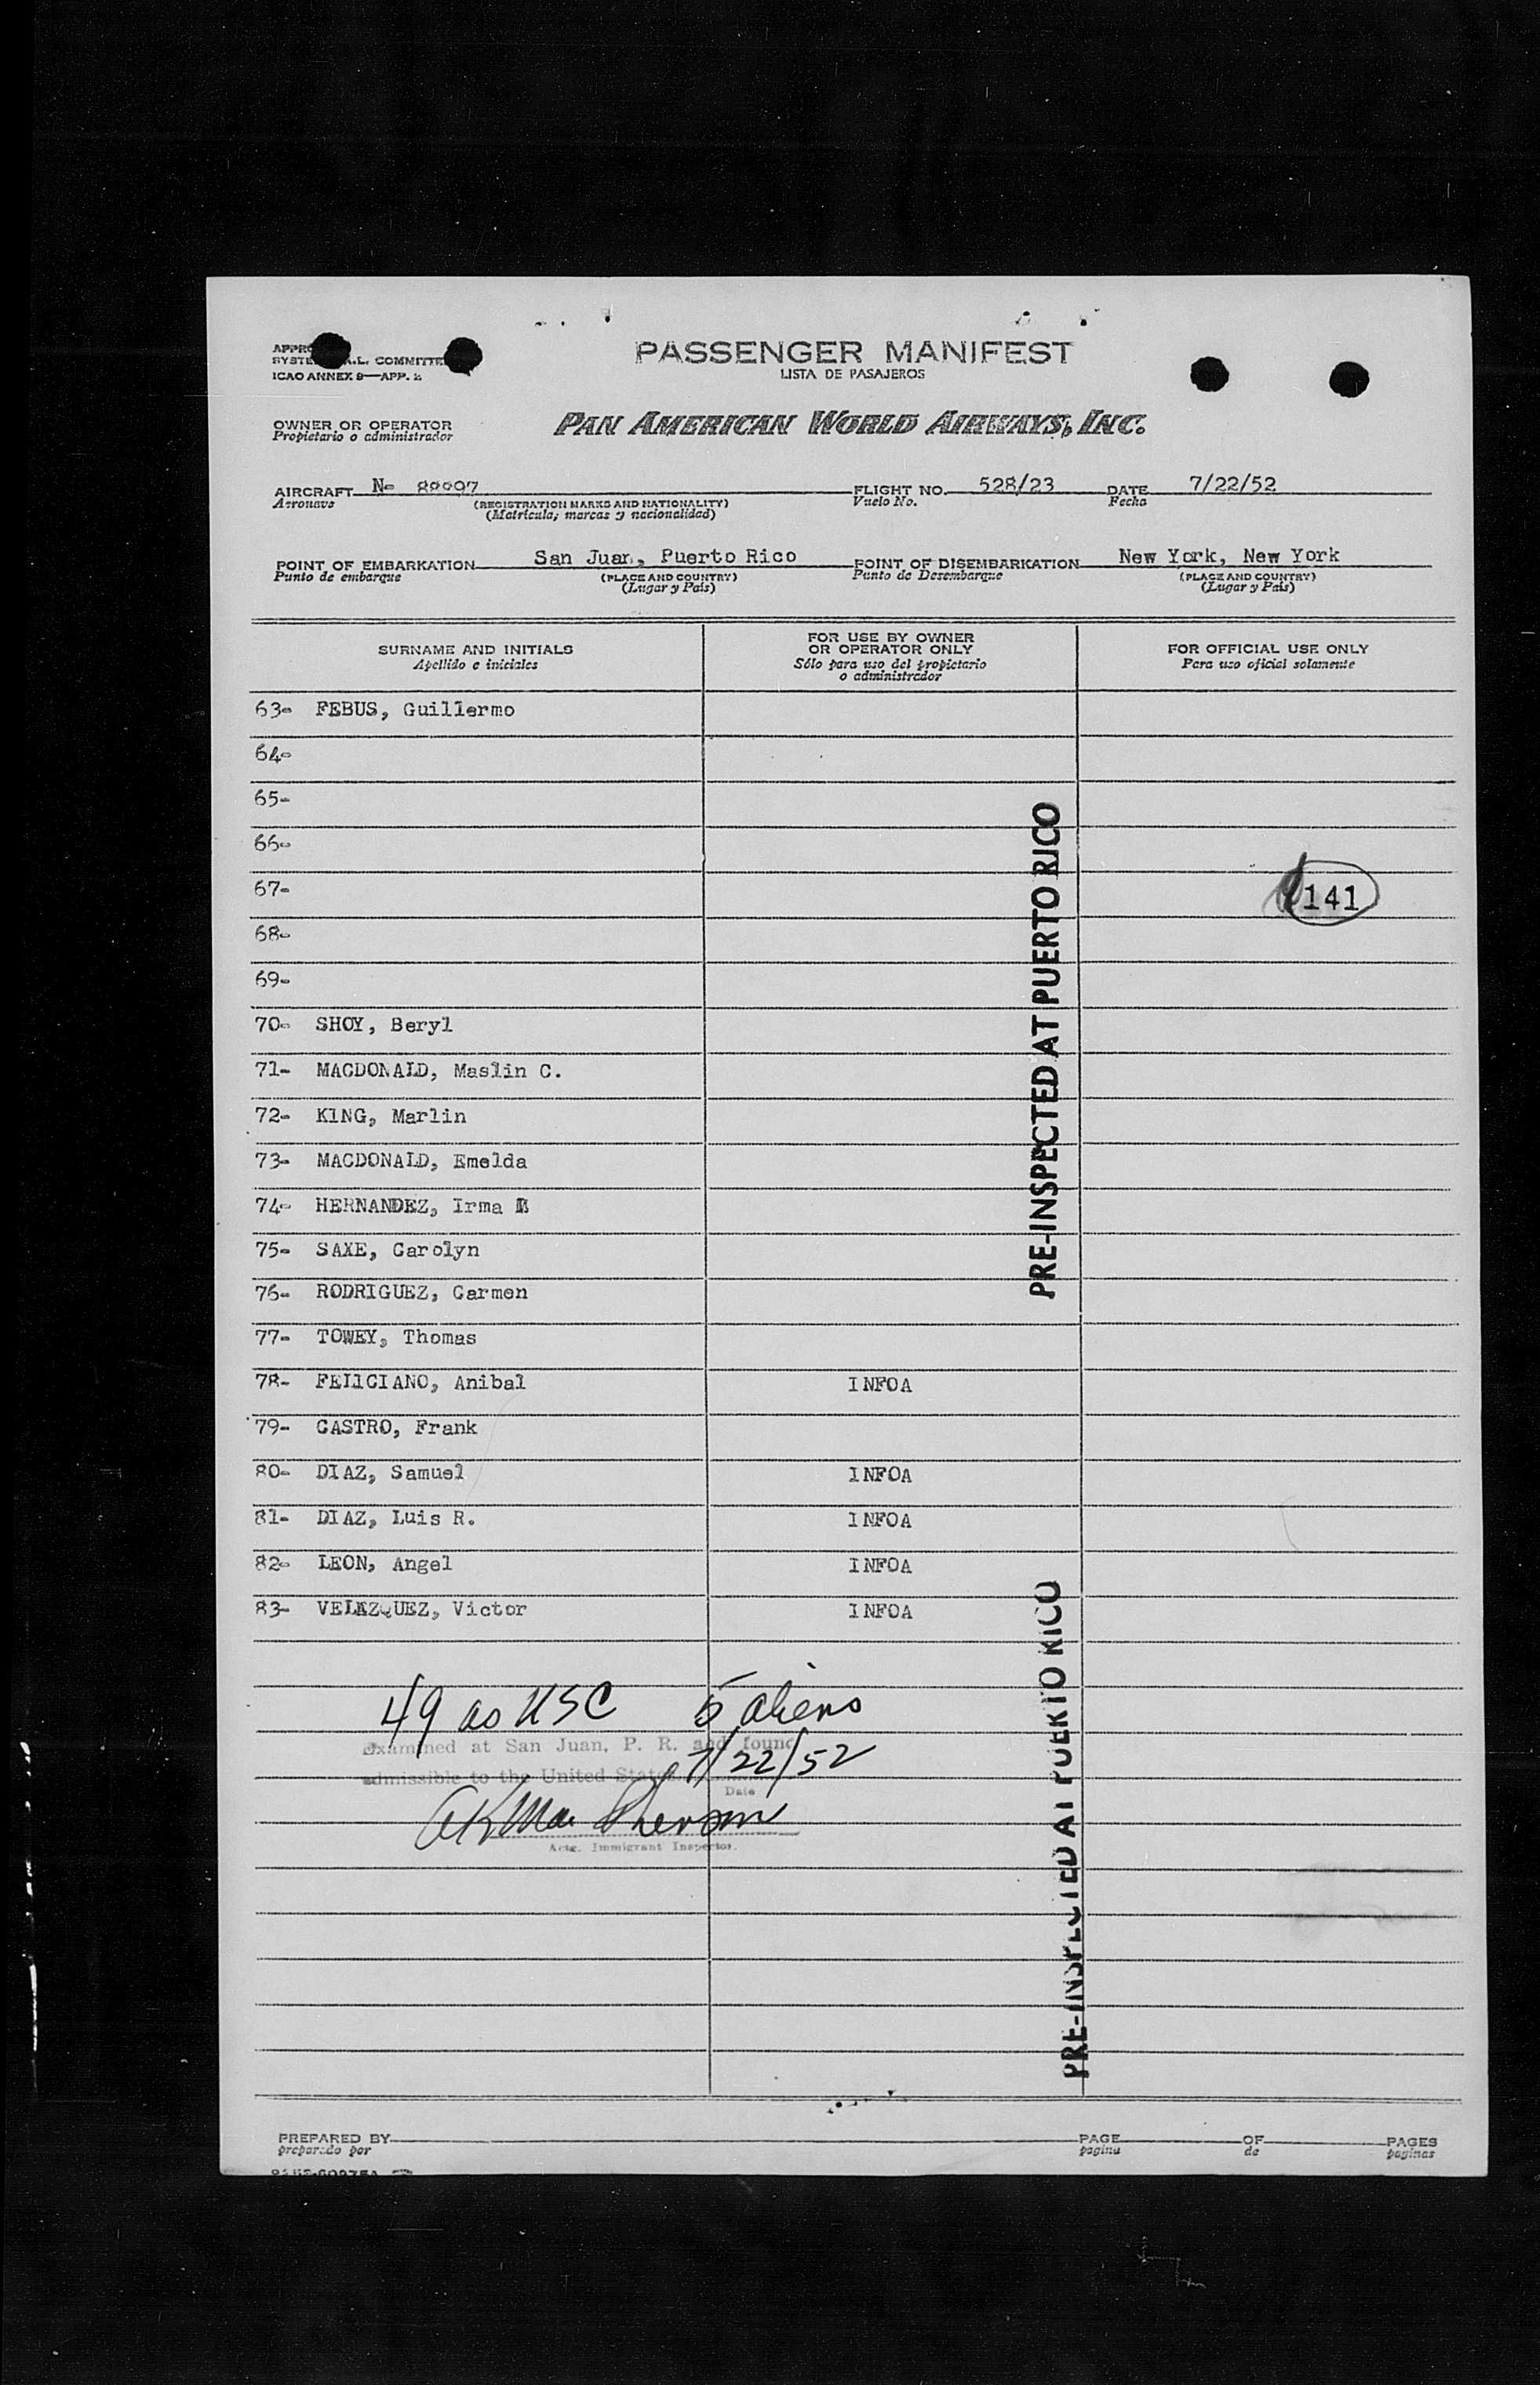 PASSENGER MANIFEST
LISTA DE PASAJEROS
ICAO ANNEX 9—APP. 2
OWNER OR OPERATOR
Propietario o administrador
PAN AMERICAN WORLD AIRWAYS, INC.
AIRCRAFT N-
Aeronave
(REGISTRATION MARKS AND NATIONALITY)
(Matrícula, marcas y nacionalidad)
FLIGHT NO. 528/23
Vuelo No.
DATE 7/22/52
Fecha
POINT OF EMBARKATION San Juan, Puerto Rico
Punto de embarque
(PLACE AND COUNTRY)
(Lugar y País)
POINT OF DISEMBARKATION New York, New York
Punto de Desembarque
(PLACE AND COUNTRY)
(Lugar y País)
SURNAME AND INITIALS
Apellido e iniciales
FOR USE BY OWNER
OR OPERATOR ONLY
Sólo para uso del propietario
o administrador
FOR OFFICIAL USE ONLY
Para uso oficial solamente
63- FEBUS, Guillermo
64-
65-
66-
67-
141
68-
69-
70- SHOY, Beryl
71- MACDONALD, Maslin C.
72- KING, Marlin
73- MACDONALD, Emelda
74- HERNANDEZ, Irma
75- SAXE, Carolyn
76- RODRIGUEZ, Carmen
77- TOWEY, Thomas
78- FELICIANO, Anibal INFOA
79- CASTRO, Frank
80- DIAZ, Samuel INFOA
81- DIAZ, Luis R. INFOA
82- LEON, Angel INFOA
83- VELAZQUEZ, Victor INFOA
PRE-INSPECTED AT PUERTO RICO
PRE-INSPECTED AT PUERTO RICO
49 as USC 5 aliens
Examined at San Juan, P. R. and found
admissible to the United States 7/22/52
Date
Actg. Immigrant Inspector.
PREPARED BY
preparado por
PAGE OF PAGES
pagina de paginas